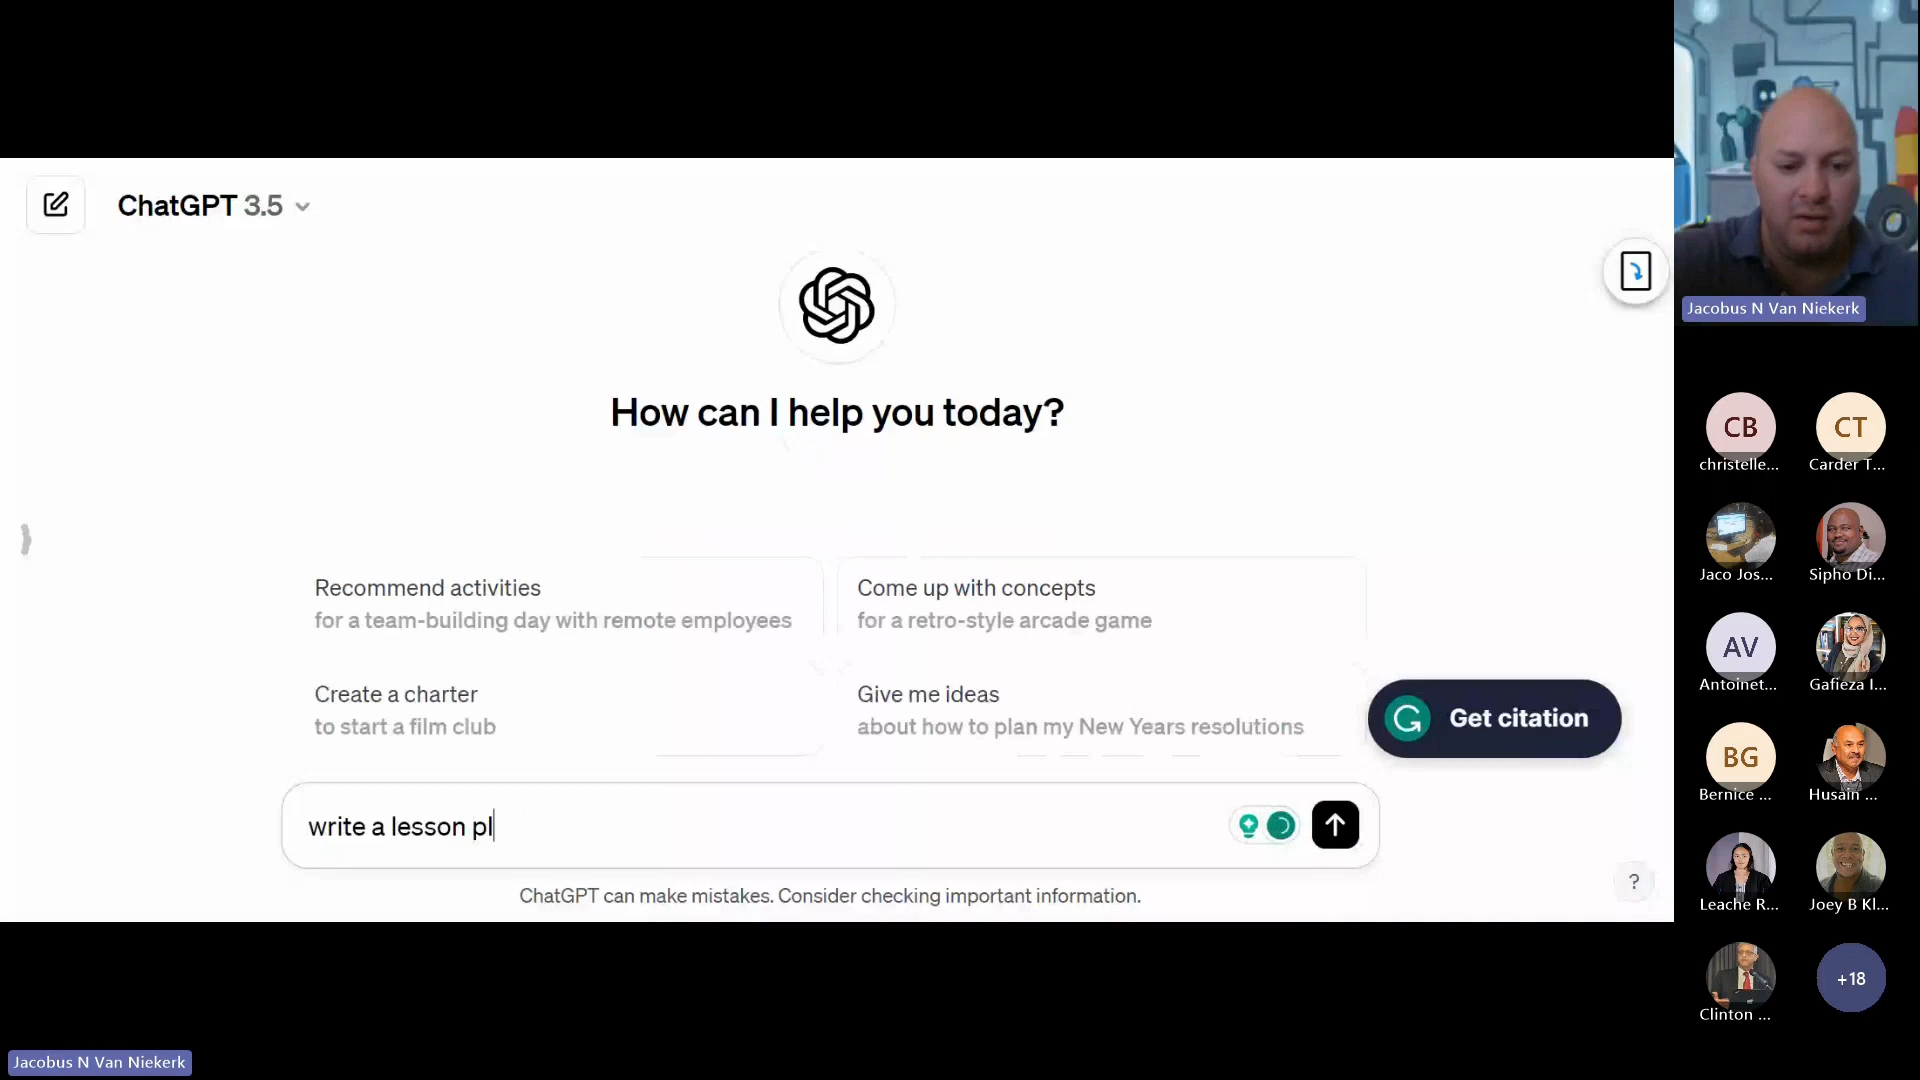 ChatGPT 3.5
How can I help you today?
Recommend activities
for a team-building day with remote employees
Come up with concepts
for a retro-style arcade game
Create a charter
to start a film club
Give me ideas
about how to plan my New Years resolutions
Get citation
write a lesson pl
ChatGPT can make mistakes. Consider checking important information.
?
Jacobus N Van Niekerk
CB
christelle...
CT
Carder T...
Jaco Jos...
Sipho Di...
AV
Antoinet...
Gafieza I...
BG
Bernice ...
Husain ...
Leache R...
Joey B Kl...
Clinton ...
+18
Jacobus N Van Niekerk